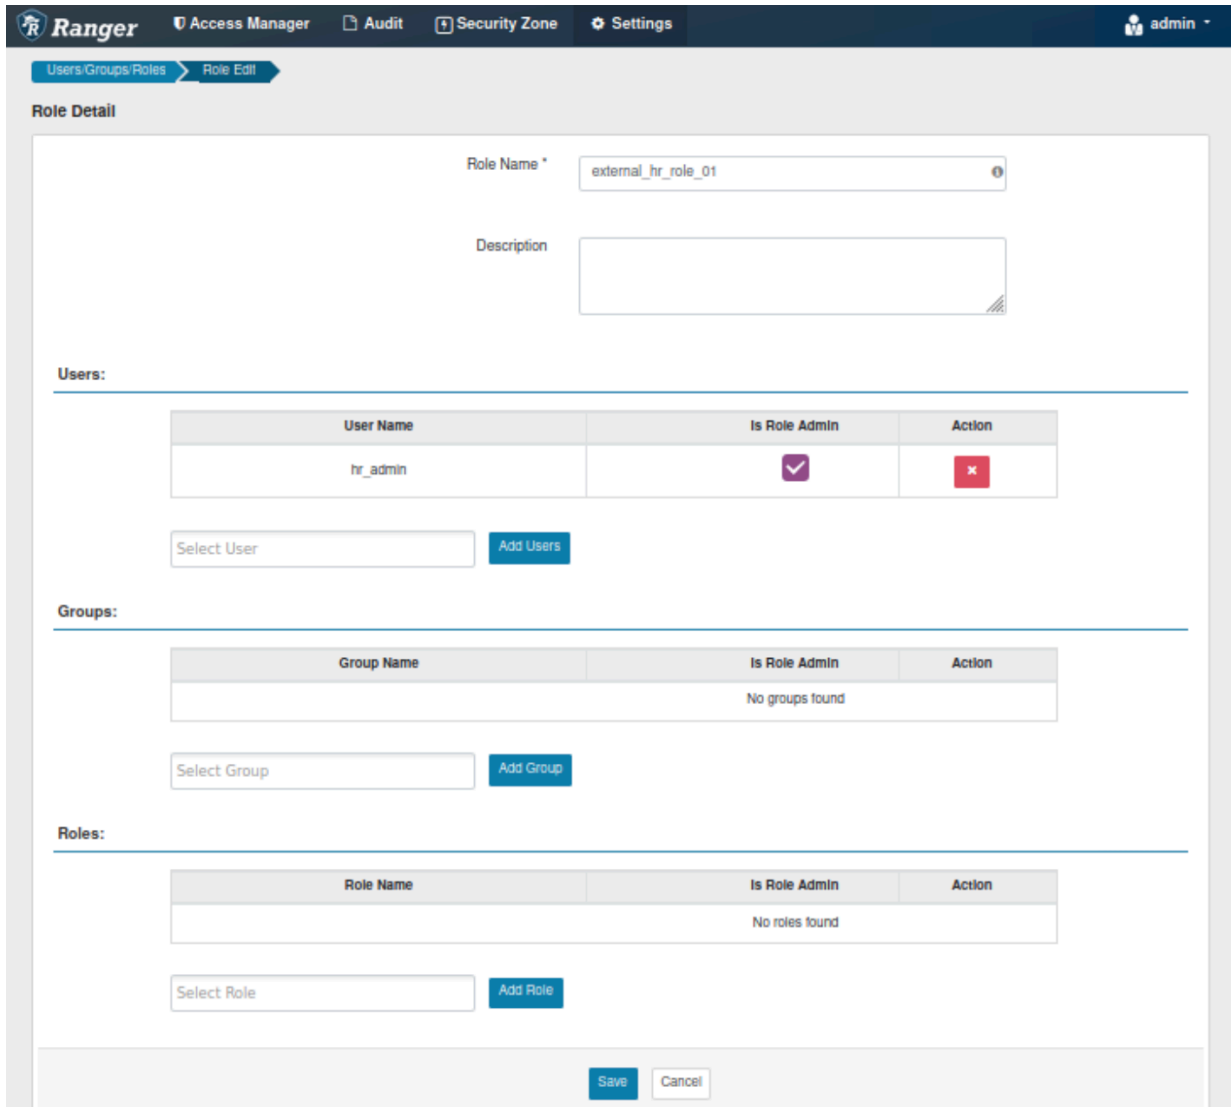 Ranger Access Manager Audit Security Zone Settings admin
Users/Groups/Roles Role Edit
Role Detail
Role Name * external_hr_role_01
Description
Users:
User Name Is Role Admin Action
hr_admin
Select User Add Users
Groups:
Group Name Is Role Admin Action
No groups found
Select Group Add Group
Roles:
Role Name Is Role Admin Action
No roles found
Select Role Add Role
Save Cancel